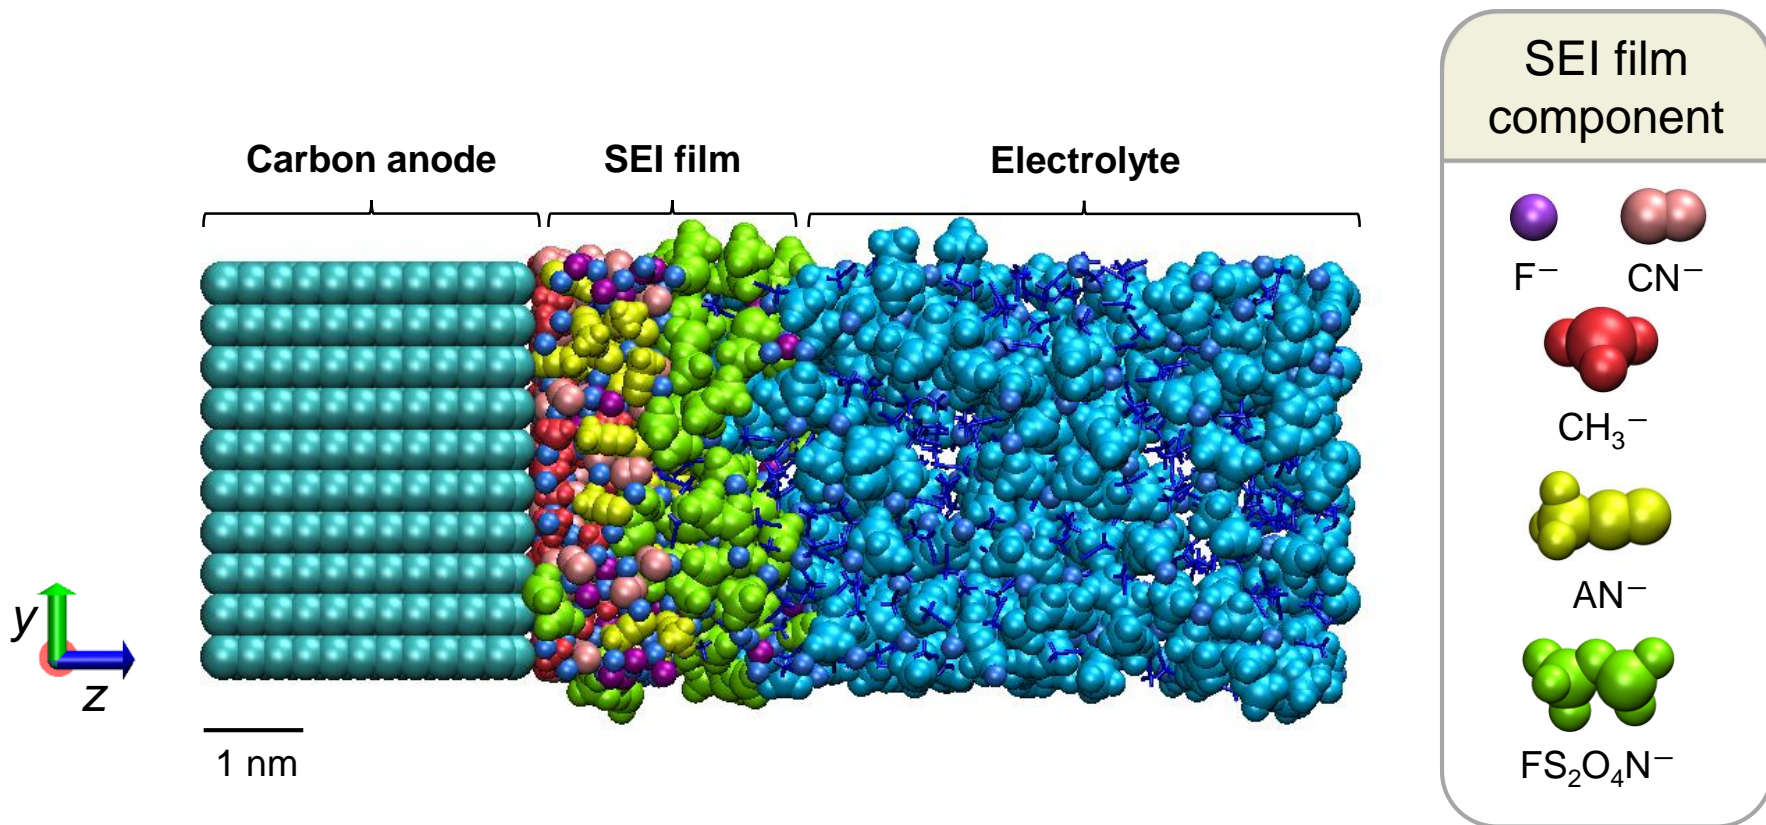 SEI film
component
Carbon anode
SEI film
Electrolyte
F⁻
CN⁻
CH₃⁻
AN⁻
FS₂O₄N⁻
y
z
1 nm